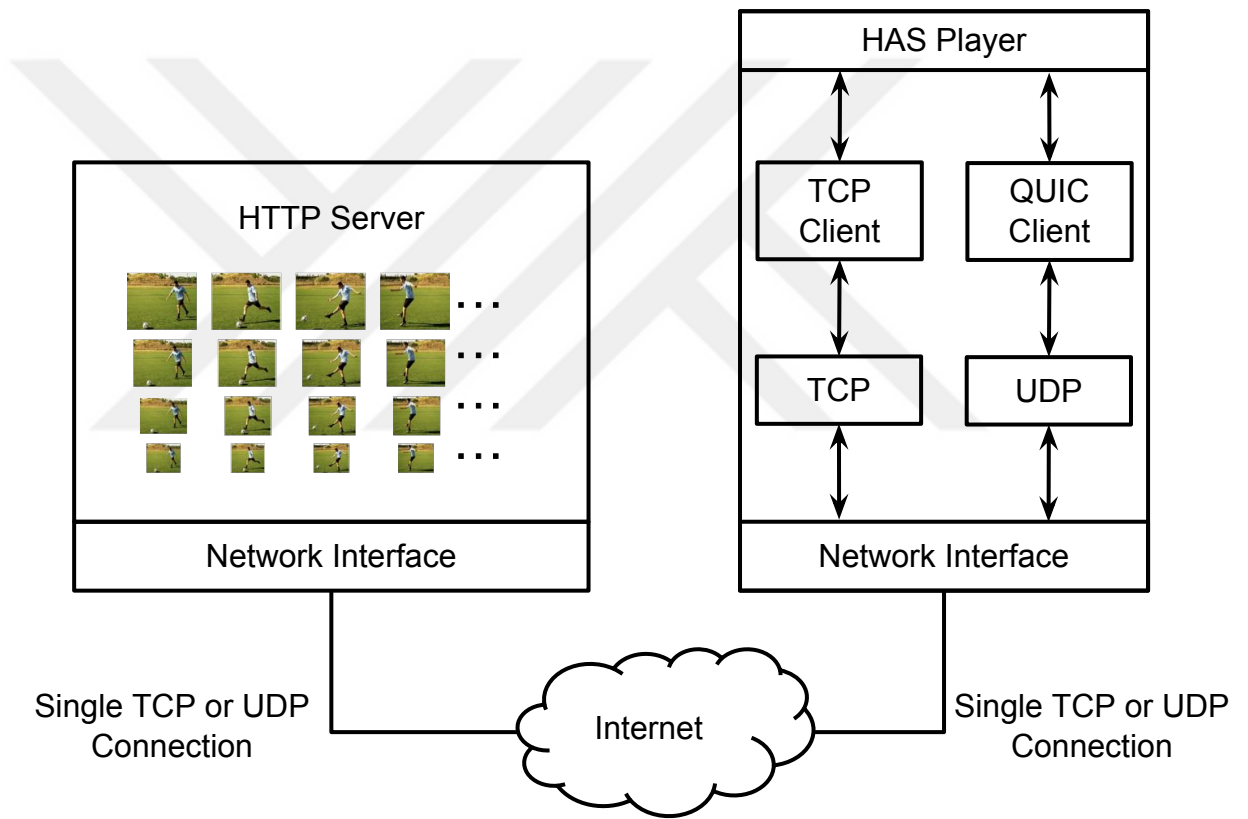 HAS Player
TCP
Client
QUIC
Client
HTTP Server
...
...
...
...
TCP
UDP
Network Interface
Network Interface
Single TCP or UDP
Connection
Internet
Single TCP or UDP
Connection